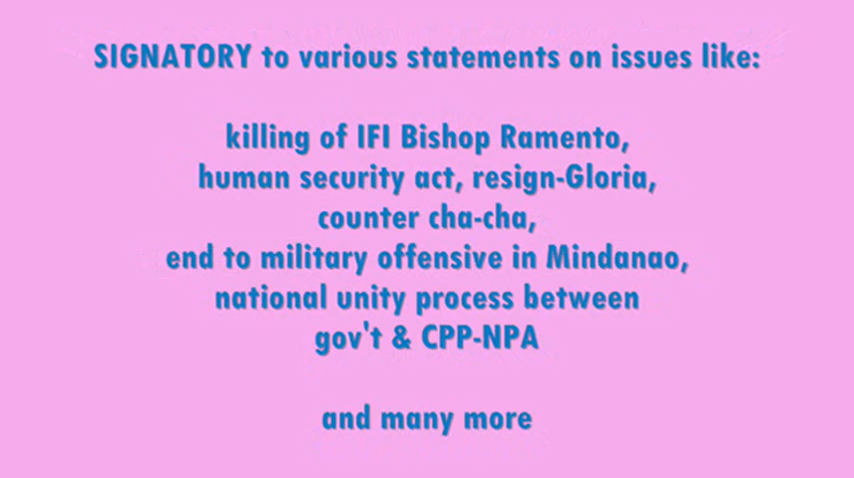 SIGNATORY to various statements on issues like:
killing of IFI Bishop Ramento,
human security act, resign-Gloria,
counter cha-cha,
end to military offensive in Mindanao,
national unity process between
gov't & CPP-NPA
and many more